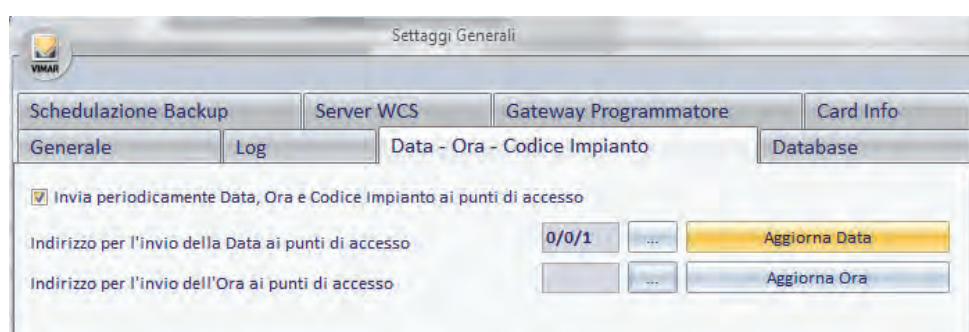 Settaggi Generali
VIMAR
Schedulazione Backup Server WCS Gateway Programmatore Card Info
Generale Log Data - Ora - Codice Impianto Database
Invia periodicamente Data, Ora e Codice Impianto ai punti di accesso
Indirizzo per l'invio della Data ai punti di accesso 0/0/1 ... Aggiorna Data
Indirizzo per l'invio dell'Ora ai punti di accesso ... Aggiorna Ora